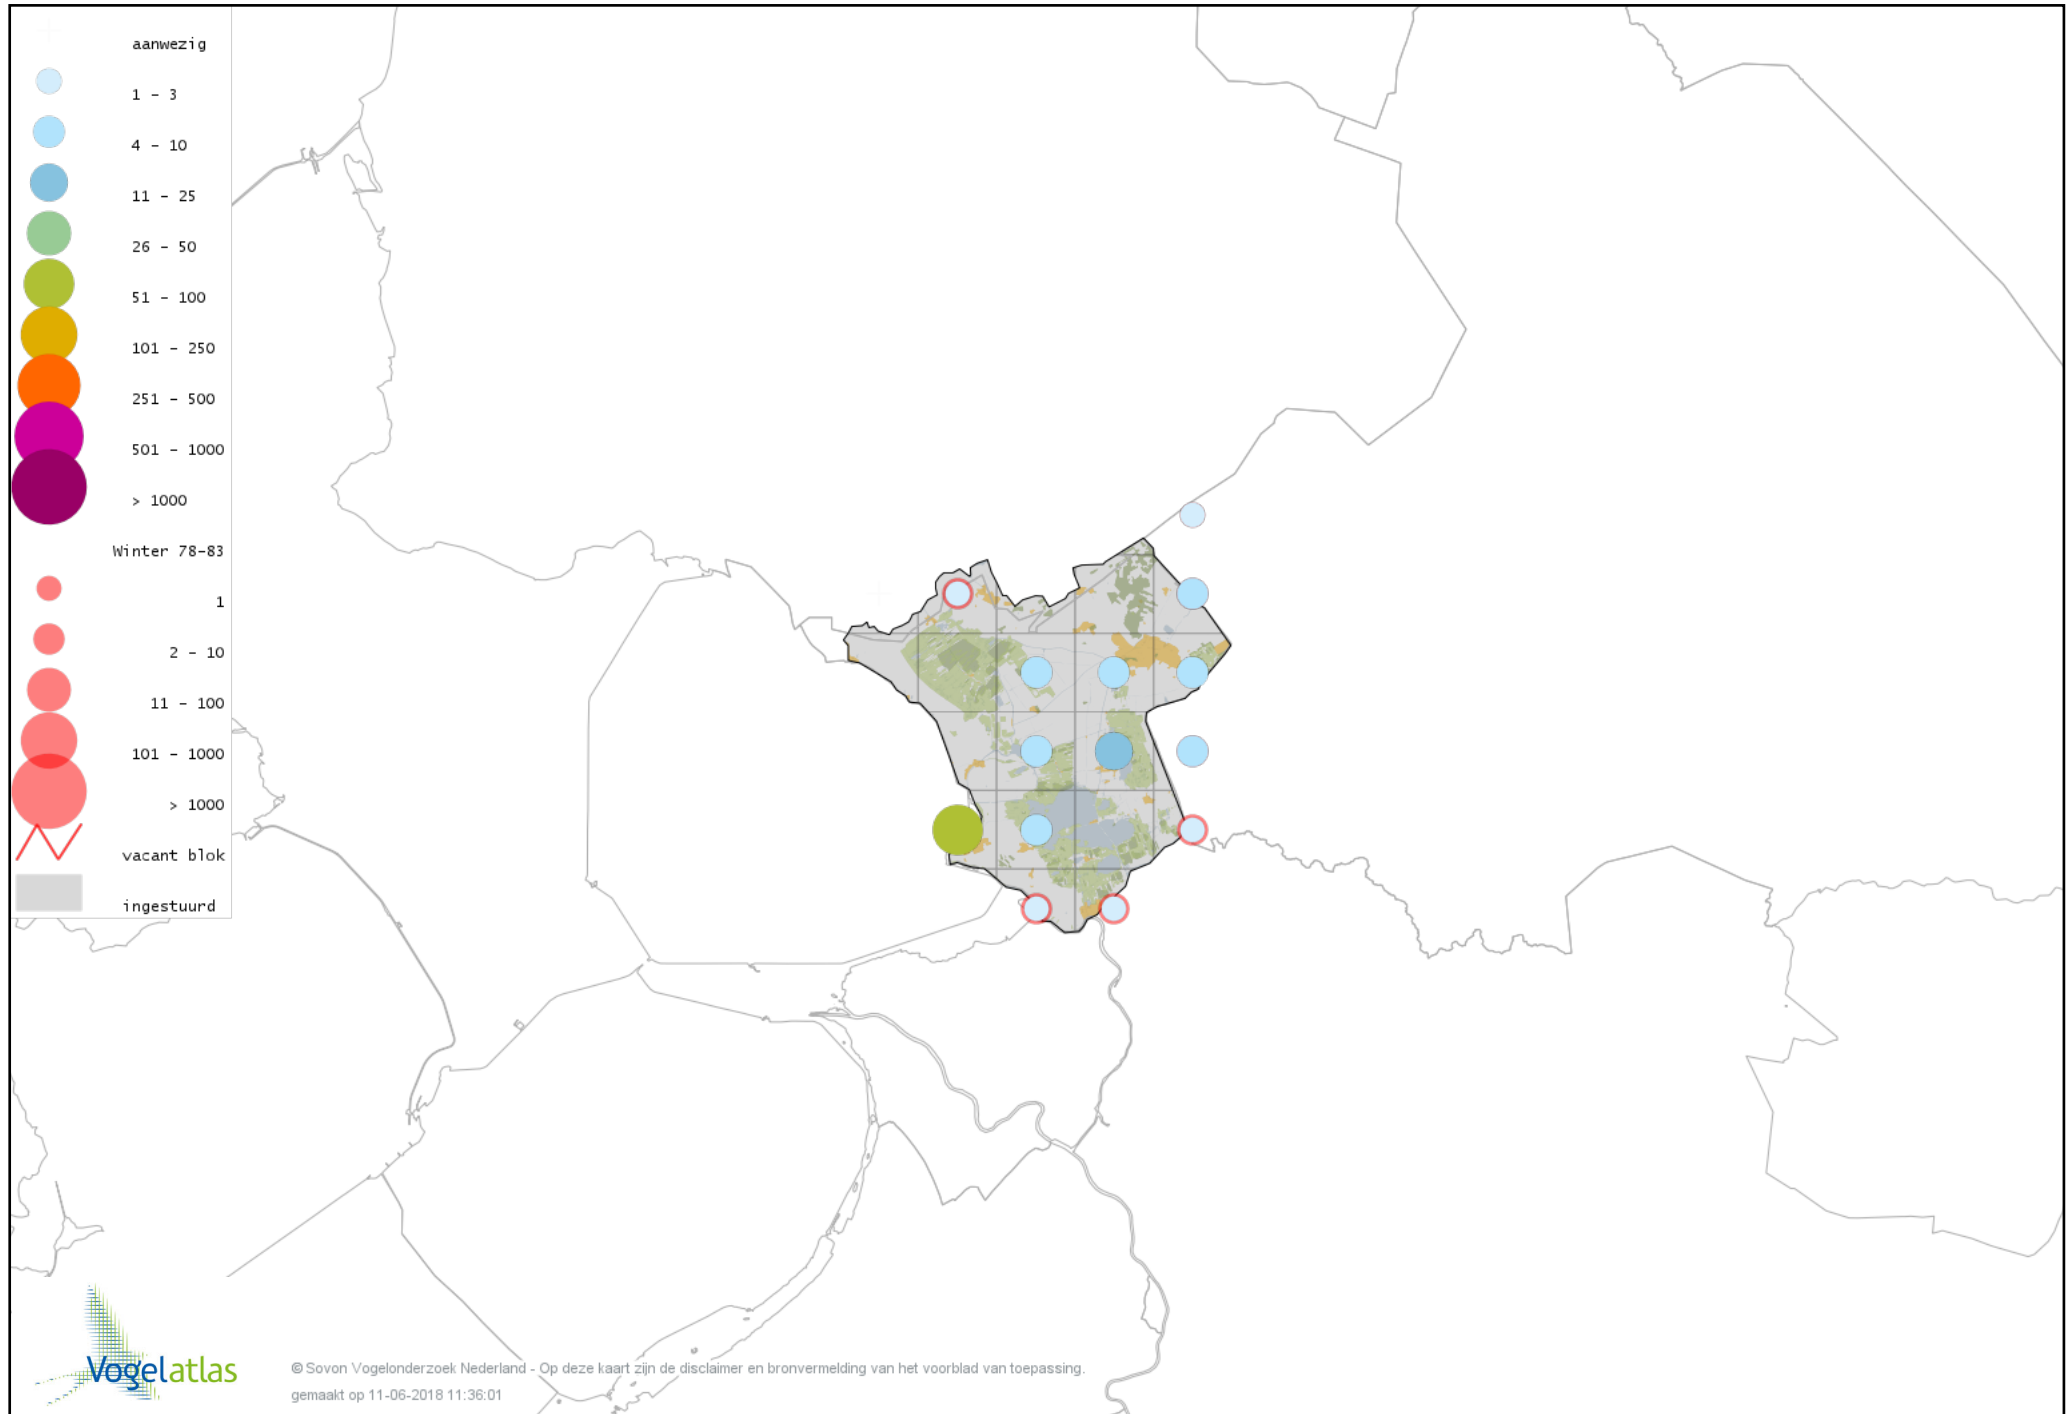 aanwezig
1 - 3
4 - 10
11 - 25
26 - 50
51 - 100
101 - 250
251 - 500
501 - 1000
> 1000
Winter 78-83
1
2 - 10
11 - 100
101 - 1000
> 1000
vacant blok
ingestuurd
Vogelatlas
© Sovon Vogelonderzoek Nederland - Op deze kaart zijn de disclaimer en bronvermelding van het voorblad van toepassing.
gemaakt op 11-06-2018 11:36:01